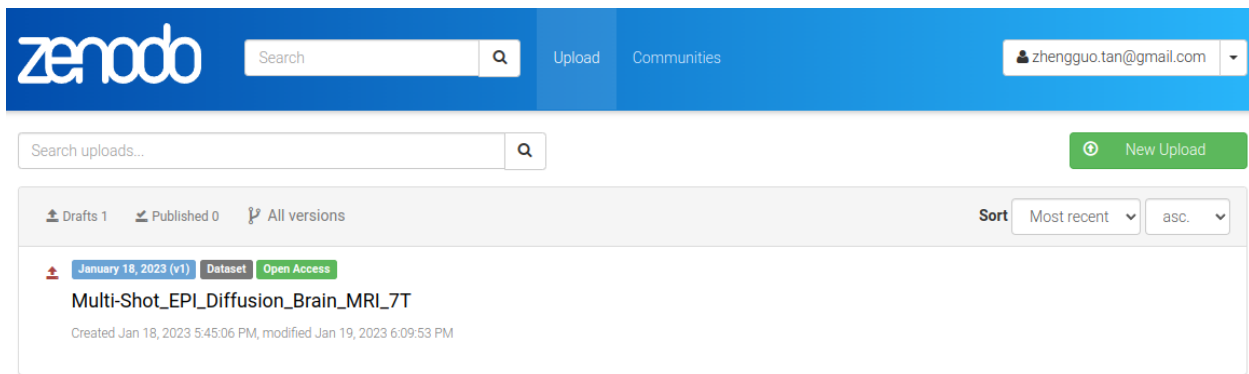 zenodo
Search
Upload
Communities
zhengguo.tan@gmail.com
Search uploads...
New Upload
Drafts 1
Published 0
All versions
Sort
Most recent
asc.
January 18, 2023 (v1)
Dataset
Open Access
Multi-Shot_EPI_Diffusion_Brain_MRI_7T
Created Jan 18, 2023 5:45:06 PM, modified Jan 19, 2023 6:09:53 PM